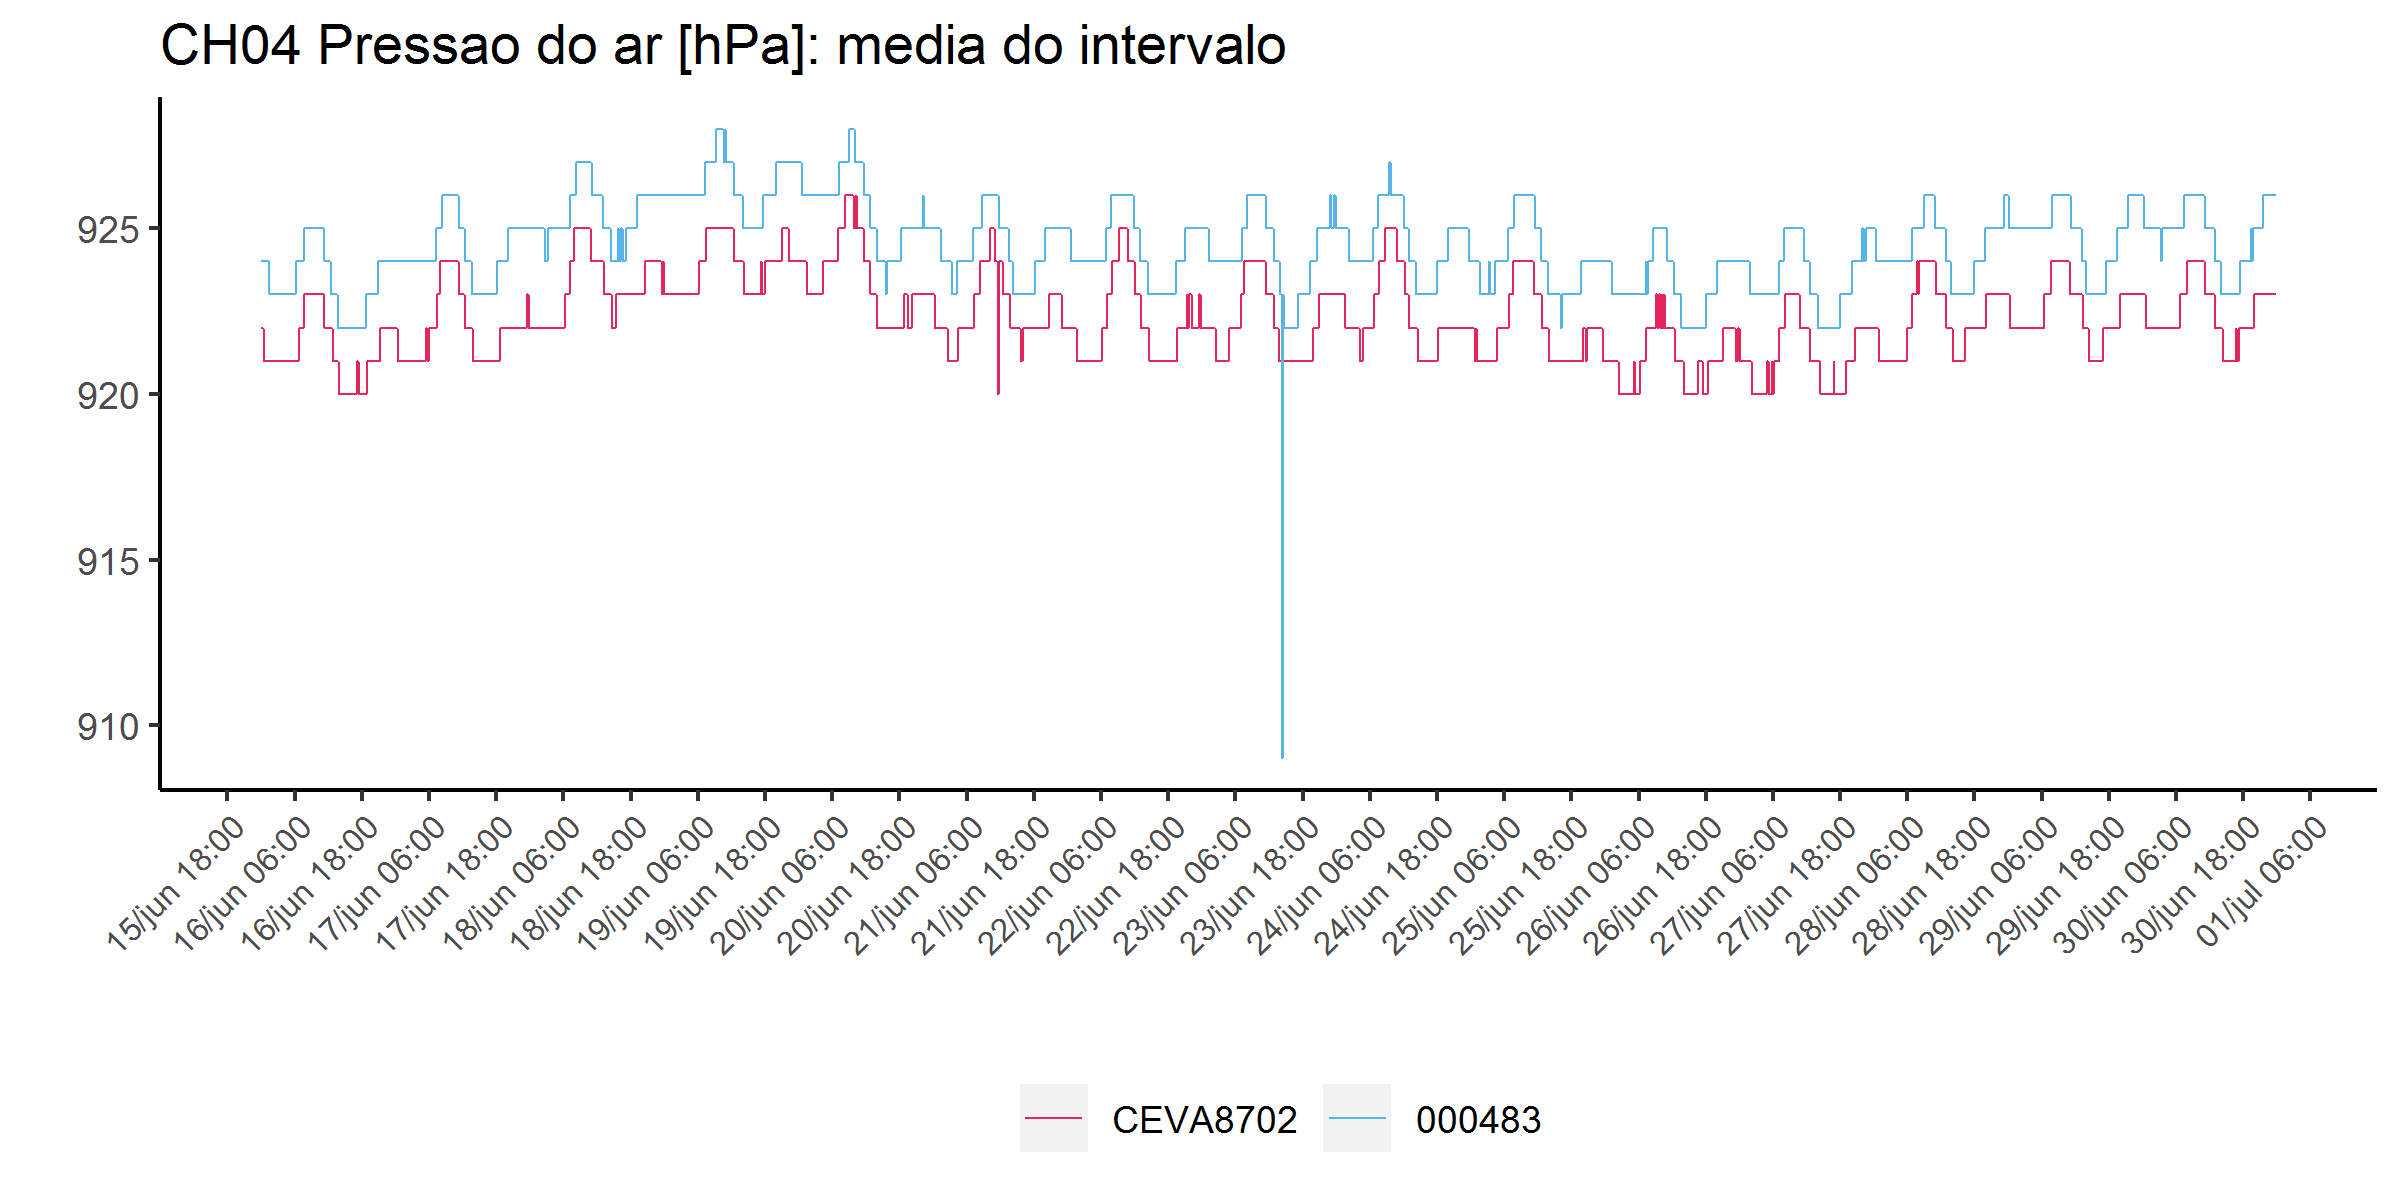 CH04 Pressao do ar [hPa]: media do intervalo
925
920
915
910
15/jun 18:00
16/jun 06:00
16/jun 18:00
17/jun 06:00
17/jun 18:00
18/jun 06:00
18/jun 18:00
19/jun 06:00
19/jun 18:00
20/jun 06:00
20/jun 18:00
21/jun 06:00
21/jun 18:00
22/jun 06:00
22/jun 18:00
23/jun 06:00
23/jun 18:00
24/jun 06:00
24/jun 18:00
25/jun 06:00
25/jun 18:00
26/jun 06:00
26/jun 18:00
27/jun 06:00
27/jun 18:00
28/jun 06:00
28/jun 18:00
29/jun 06:00
29/jun 18:00
30/jun 06:00
30/jun 18:00
01/jul 06:00
CEVA8702
000483